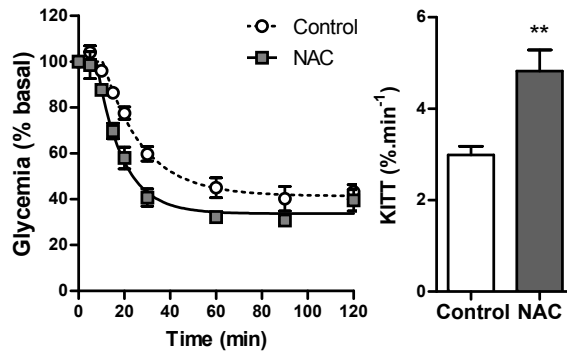 Control
NAC
Glycemia (% basal)
120
100
80
60
40
20
0
0 20 40 60 80 100 120
Time (min)
**
KITT (%.min⁻¹)
6
4
2
0
Control NAC